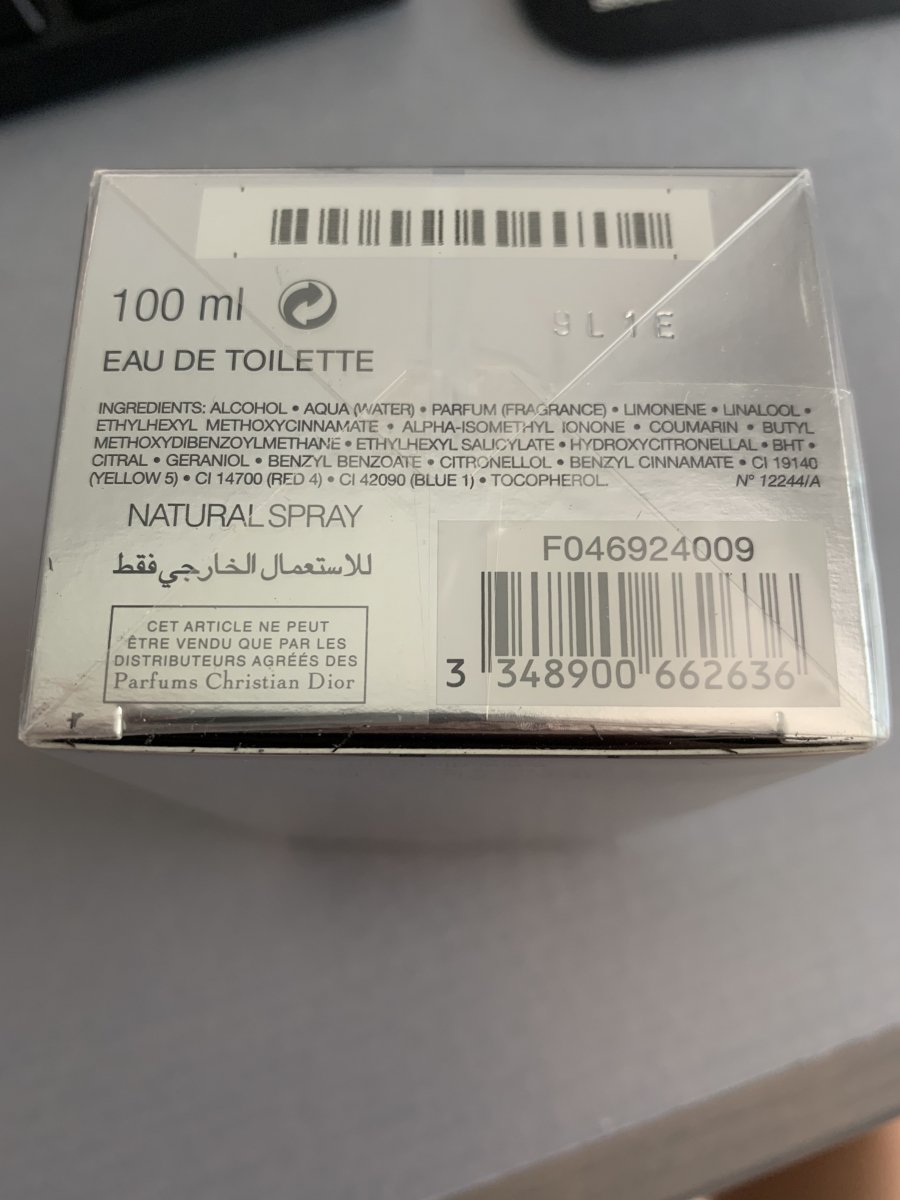 100 ml
9L1E
EAU DE TOILETTE
INGREDIENTS: ALCOHOL • AQUA (WATER) • PARFUM (FRAGRANCE) • LIMONENE • LINALOOL •
ETHYLHEXYL METHOXYCINNAMATE • ALPHA-ISOMETHYL IONONE • COUMARIN • BUTYL
METHOXYDIBENZOYLMETHANE • ETHYLHEXYL SALICYLATE • HYDROXYCITRONELLAL • BHT •
CITRAL • GERANIOL • BENZYL BENZOATE • CITRONELLOL • BENZYL CINNAMATE • CI 19140
(YELLOW 5) • CI 14700 (RED 4) • CI 42090 (BLUE 1) • TOCOPHEROL. N° 12244/A
NATURAL SPRAY
للاستعمال الخارجي فقط
CET ARTICLE NE PEUT
ÊTRE VENDU QUE PAR LES
DISTRIBUTEURS AGRÉÉS DES
Parfums Christian Dior
F046924009
3 348900 662636